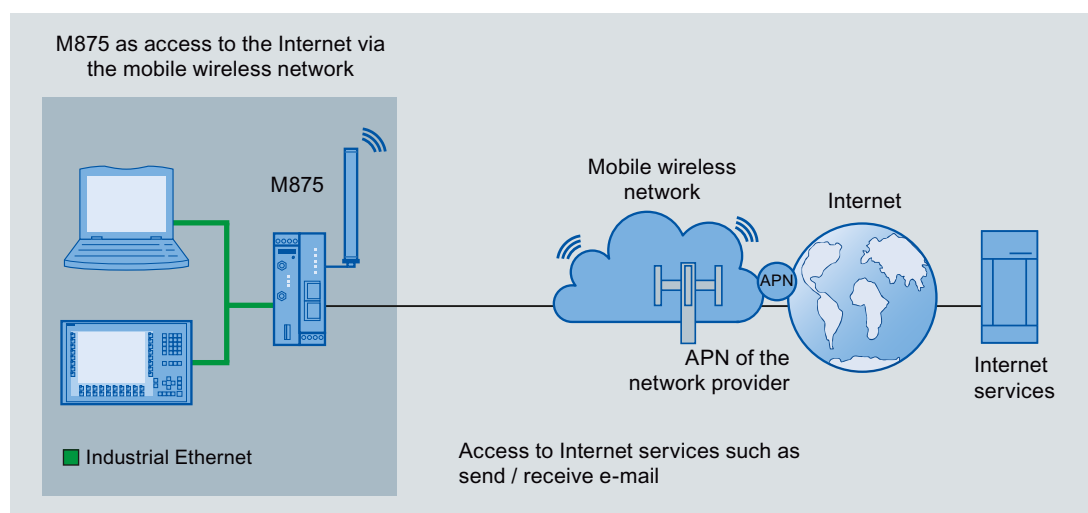 M875 as access to the Internet via
the mobile wireless network
M875
Mobile wireless
network
Internet
APN
APN of the
network provider
Internet
services
Industrial Ethernet
Access to Internet services such as
send / receive e-mail